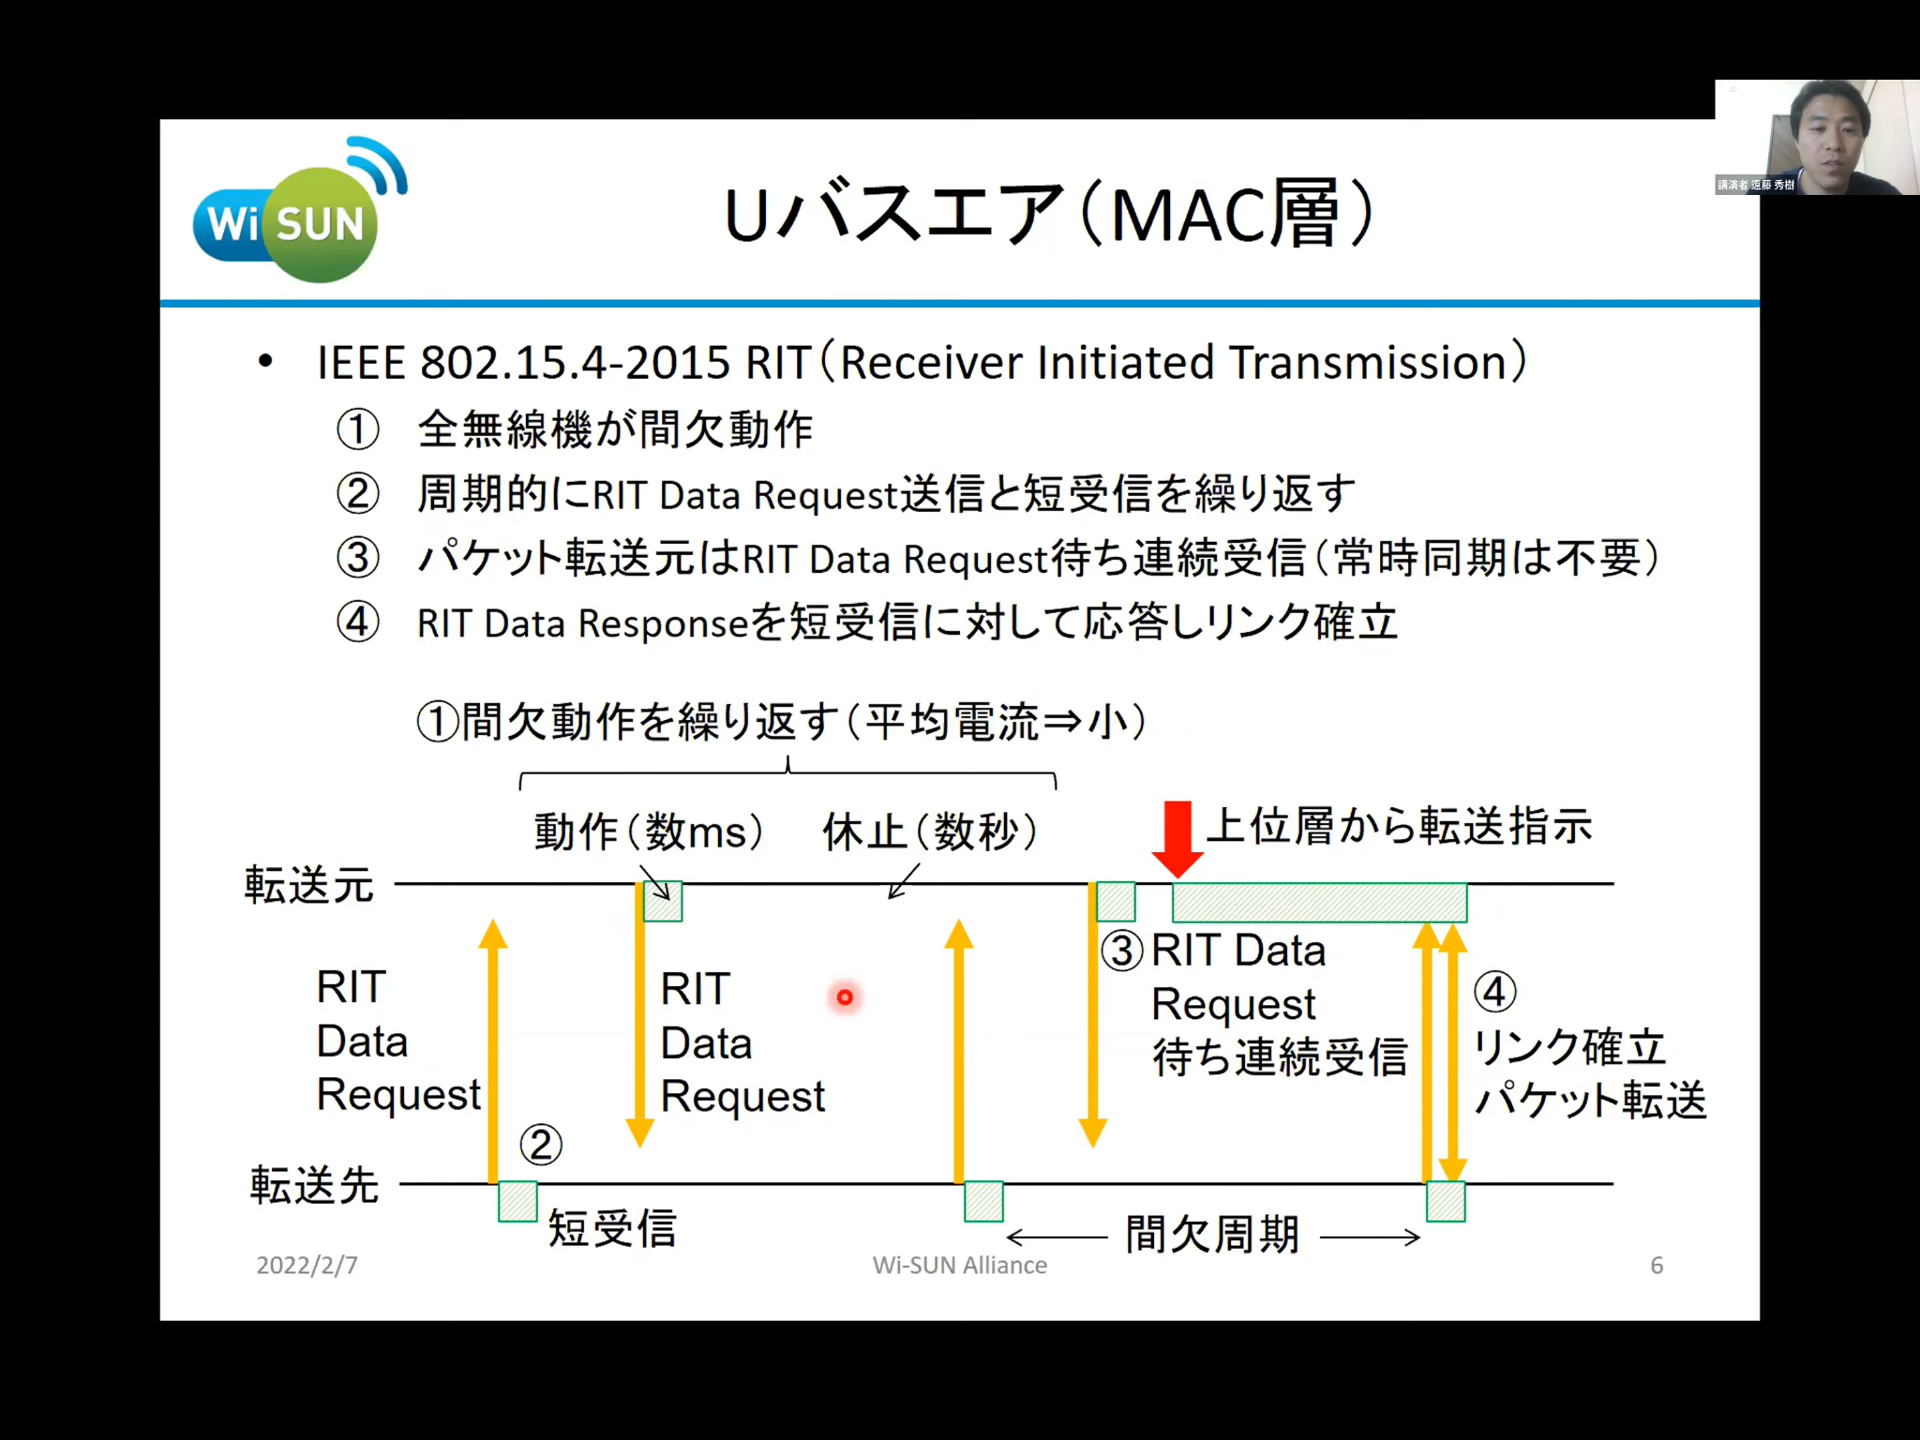 講演者 遠藤 秀樹
Wi SUN
Uバスエア（MAC層）
• IEEE 802.15.4-2015 RIT（Receiver Initiated Transmission）
① 全無線機が間欠動作
② 周期的にRIT Data Request送信と短受信を繰り返す
③ パケット転送元はRIT Data Request待ち連続受信（常時同期は不要）
④ RIT Data Responseを短受信に対して応答しリンク確立
①間欠動作を繰り返す（平均電流⇒小）
動作（数ms） 休止（数秒）
上位層から転送指示
転送元
RIT
Data
Request
RIT
Data
Request
③RIT Data
Request
待ち連続受信
④
リンク確立
パケット転送
②
転送先
短受信
間欠周期
2022/2/7
Wi-SUN Alliance
6